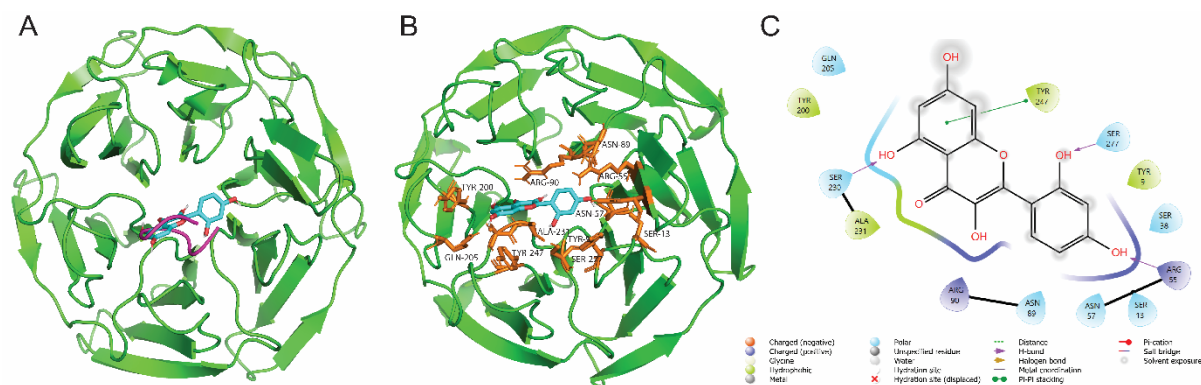 A
B
C
ASN-89
ARG-90
ARG-55
TYR 200
ASN 57
ALA-231
SER-13
GLN-205
TYR 247
TYR-9
SER 277
OH
GLN
205
TYR
200
TYR
247
OH
SER
277
OH
TYR
9
SER
230
O
O
SER
38
ALA
231
OH
OH
ARG
55
ARG
90
ASN
89
ASN
57
SER
13
Charged (negative)
Charged (positive)
Glycine
Hydrophobic
Metal
Polar
Unspecified residue
Water
Hydration site
Hydration site (displaced)
Distance
H-bond
Halogen bond
Metal coordination
Pi-Pi stacking
Pi-cation
Salt bridge
Solvent exposure